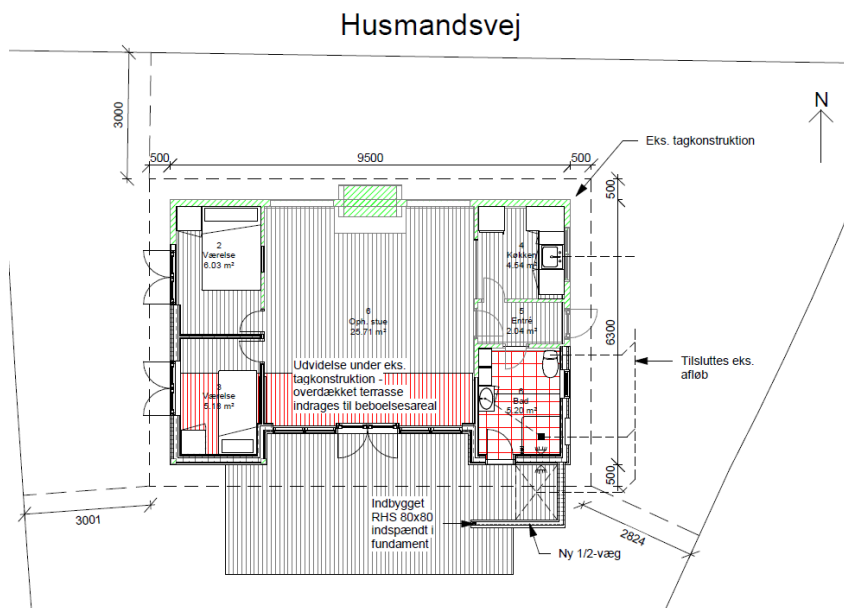 Husmandsvej
3000
N
Eks. tagkonstruktion
500
9500
500
500
2
Værelse
6.03 m²
4
Køkken
4.54 m²
6
Oph. stue
25.71 m²
5
Entré
2.04 m²
6300
Tilsluttes eks.
afløb
Udvidelse under eks.
tagkonstruktion -
overdækket terrasse
indrages til beboelsesareal
3
Værelse
5.18 m²
6
Bad
5.20 m²
500
3001
Indbygget
RHS 80x80
indspændt i
fundament
Ny 1/2-væg
2824